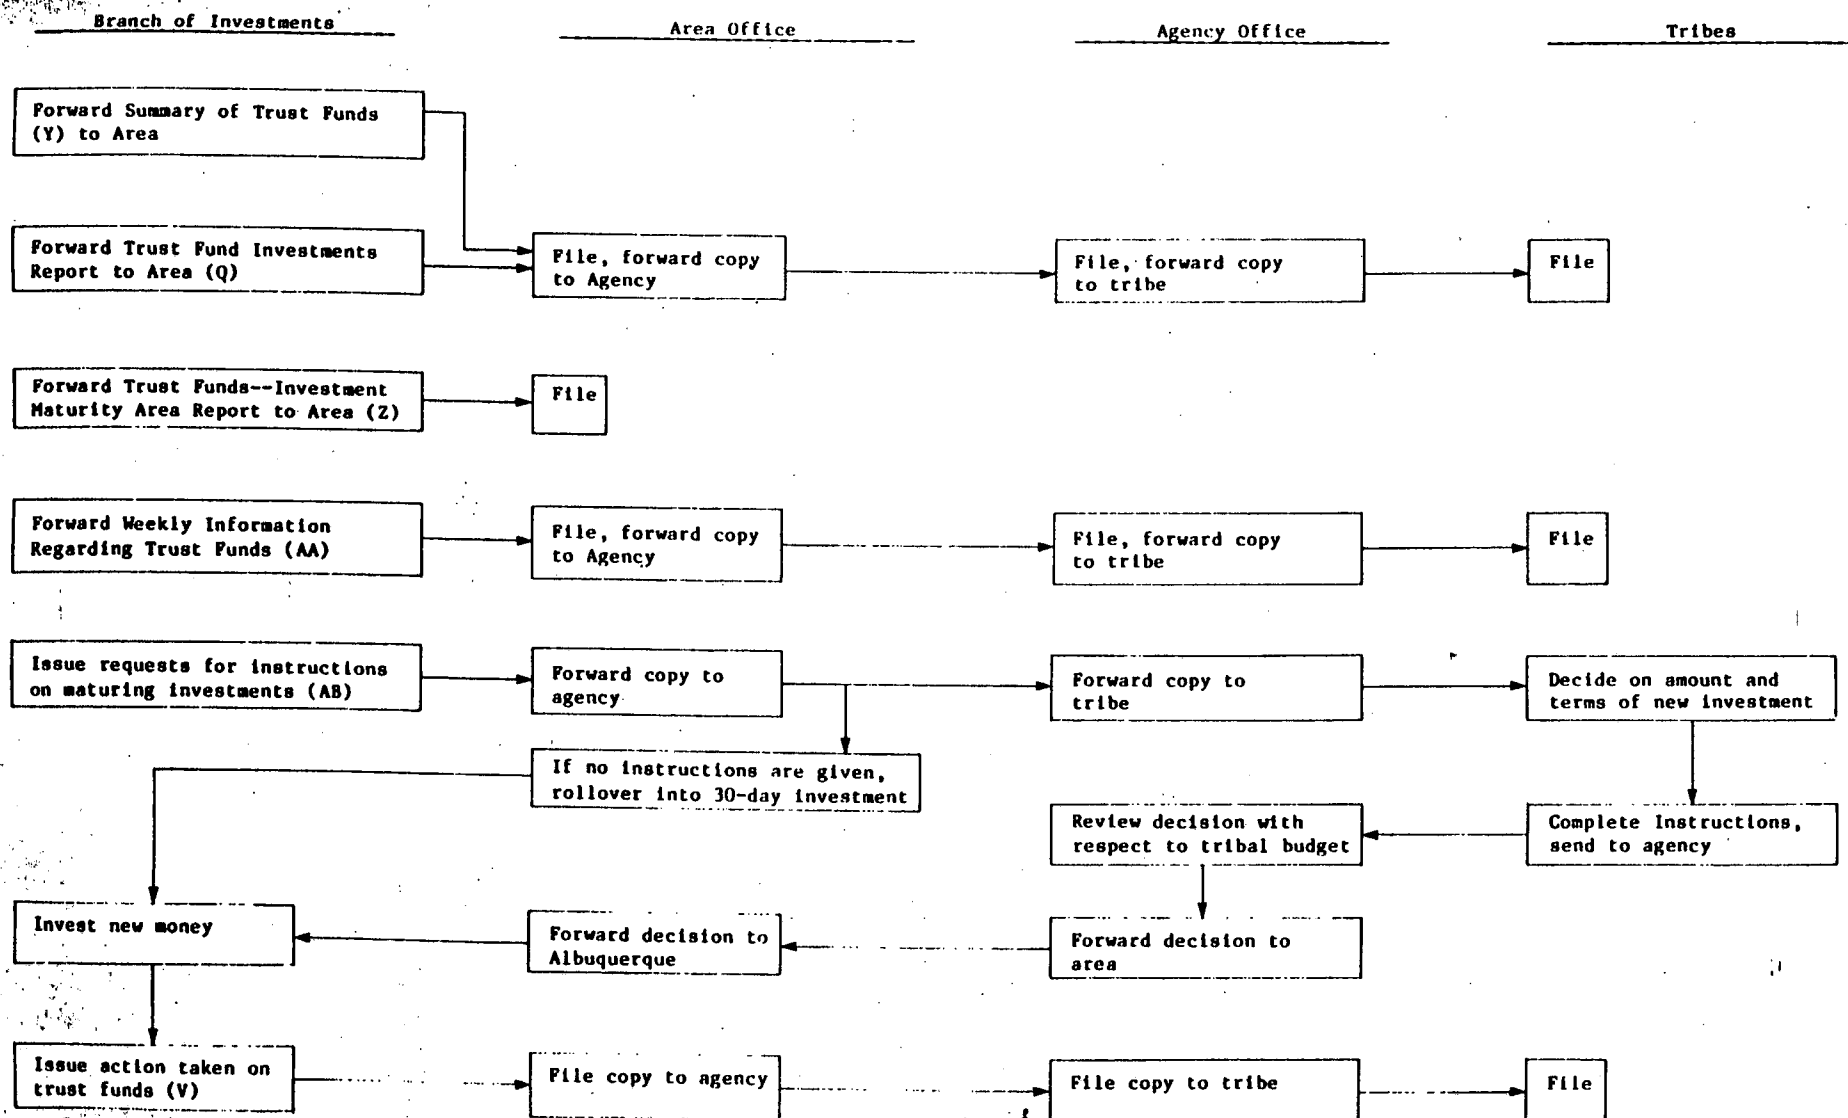 Branch of Investments
Area Office
Agency Office
Tribes
Forward Summary of Trust Funds
(Y) to Area
Forward Trust Fund Investments
Report to Area (Q)
File, forward copy
to Agency
File, forward copy
to tribe
File
Forward Trust Funds--Investment
Maturity Area Report to Area (Z)
File
Forward Weekly Information
Regarding Trust Funds (AA)
File, forward copy
to Agency
File, forward copy
to tribe
File
Issue requests for instructions
on maturing investments (AB)
Forward copy to
agency
Forward copy to
tribe
Decide on amount and
terms of new investment
If no instructions are given,
rollover into 30-day investment
Review decision with
respect to tribal budget
Complete Instructions,
send to agency
Invest new money
Forward decision to
Albuquerque
Forward decision to
area
Issue action taken on
trust funds (V)
File copy to agency
File copy to tribe
File